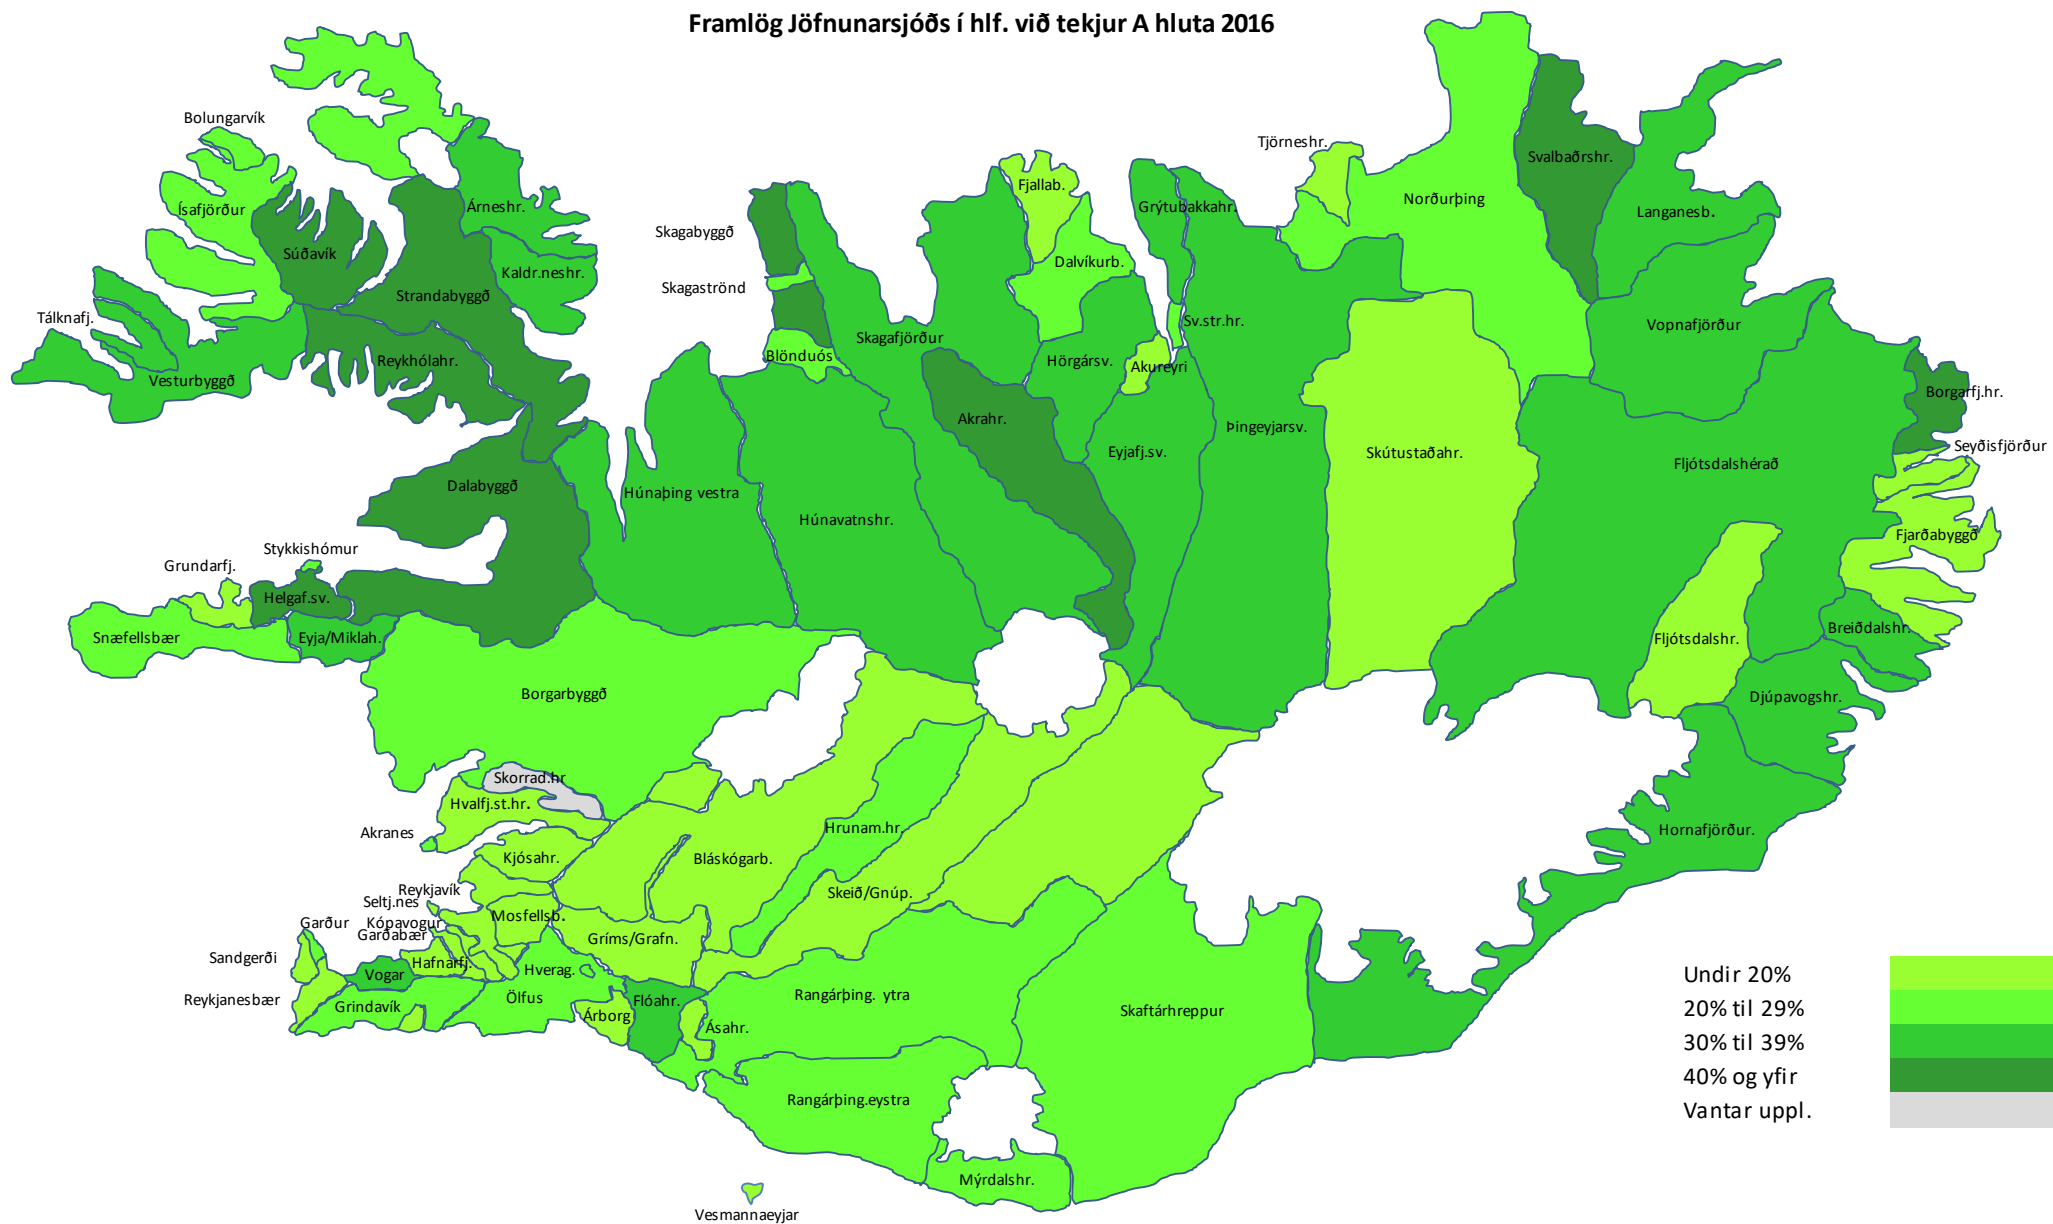 Framlög Jöfnunarsjóðs í hlf. við tekjur A hluta 2016
Bolungarvík
Tjörneshr.
Svalbaðrshr.
Fjallab.
Norðurþing
Ísafjörður
Árneshr.
Grýtubakkahr.
Langanesb.
Skagabyggð
Súðavík
Dalvíkurb.
Kaldr.neshr.
Skagaströnd
Strandabyggð
Tálknafj.
Sv.str.hr.
Vopnafjörður
Skagafjörður
Blönduós
Reykhólahr.
Hörgársv.
Akureyri
Vesturbyggð
Borgarfj.hr.
Akrahr.
Þingeyjarsv.
Seyðisfjörður
Eyjafj.sv.
Skútustaðahr.
Fljótsdalshérað
Dalabyggð
Húnaþing vestra
Húnavatnshr.
Fjarðabyggð
Stykkishómur
Grundarfj.
Helgaf.sv.
Snæfellsbær
Eyja/Miklah.
Breiðdalshr.
Fljótsdalshr.
Borgarbyggð
Djúpavogshr.
Skorrad.hr
Hvalfj.st.hr.
Akranes
Hrunam.hr.
Hornafjörður.
Kjósahr.
Bláskógarb.
Reykjavík
Skeið/Gnúp.
Seltj.nes
Mosfellsb.
Garður
Kópavogur
Garðabær
Gríms/Grafn.
Sandgerði
Hafnarfj.
Vogar
Hverag.
Undir 20%
Reykjanesbær
Grindavík
Ölfus
Flóahr.
Rangárþing. ytra
20% til 29%
Árborg
Ásahr.
Skaftárhreppur
30% til 39%
40% og yfir
Rangárþing.eystra
Vantar uppl.
Mýrdalshr.
Vesmannaeyjar